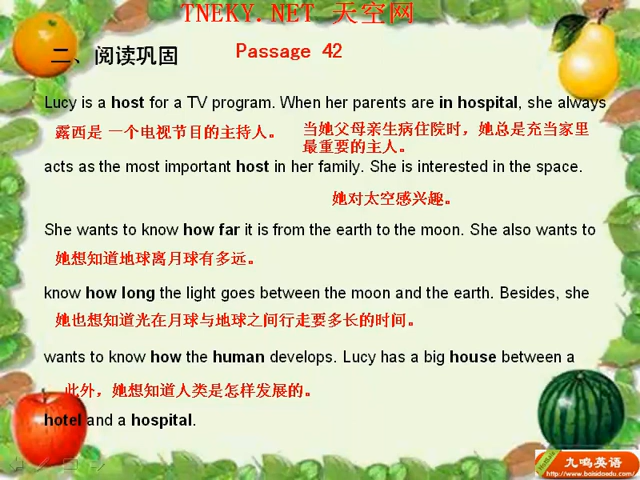 TNEKY.NET 天空网
二、阅读巩固
Passage 42
Lucy is a host for a TV program. When her parents are in hospital, she always
露西是 一个电视节目的主持人。
当她父母亲生病住院时，她总是充当家里
最重要的主人。
acts as the most important host in her family. She is interested in the space.
她对太空感兴趣。
She wants to know how far it is from the earth to the moon. She also wants to
她想知道地球离月球有多远。
know how long the light goes between the moon and the earth. Besides, she
她也想知道光在月球与地球之间行走要多长的时间。
wants to know how the human develops. Lucy has a big house between a
此外，她想知道人类是怎样发展的。
hotel and a hospital.
九鸣英语
http://www.boisidaedu.com/